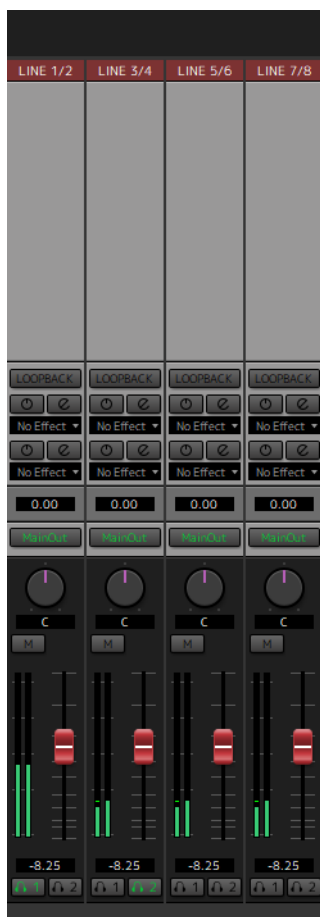 LINE 1/2 LINE 3/4 LINE 5/6 LINE 7/8
LOOPBACK LOOPBACK LOOPBACK LOOPBACK
e e e e
No Effect No Effect No Effect No Effect
e e e e
No Effect No Effect No Effect No Effect
0.00 0.00 0.00 0.00
MainOut MainOut MainOut MainOut
C C C C
M M M M
-8.25 -8.25 -8.25 -8.25
1 2 1 2 1 2 1 2